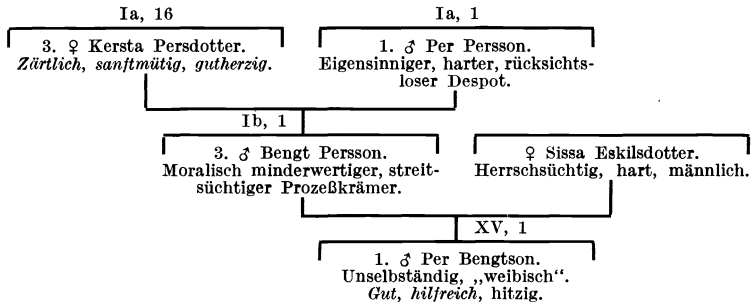 Ia, 16
Ia, 1
3. ♀ Kersta Persdotter.
Zärtlich, sanftmütig, gutherzig.
1. ♂ Per Persson.
Eigensinniger, harter, rücksichts-
loser Despot.
Ib, 1
3. ♂ Bengt Persson.
Moralisch minderwertiger, streit-
süchtiger Prozeßkrämer.
♀ Sissa Eskilsdotter.
Herrschsüchtig, hart, männlich.
XV, 1
1. ♂ Per Bengtson.
Unselbständig, „weibisch“.
Gut, hilfreich, hitzig.